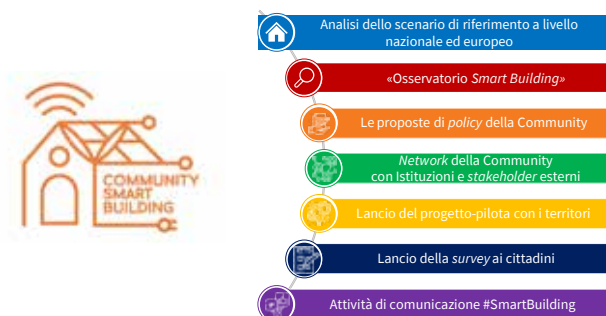 COMMUNITY
SMART
BUILDING
Analisi dello scenario di riferimento a livello
nazionale ed europeo
«Osservatorio Smart Building»
Le proposte di policy della Community
Network della Community
con Istituzioni e stakeholder esterni
Lancio del progetto-pilota con i territori
Lancio della survey ai cittadini
Attività di comunicazione #SmartBuilding